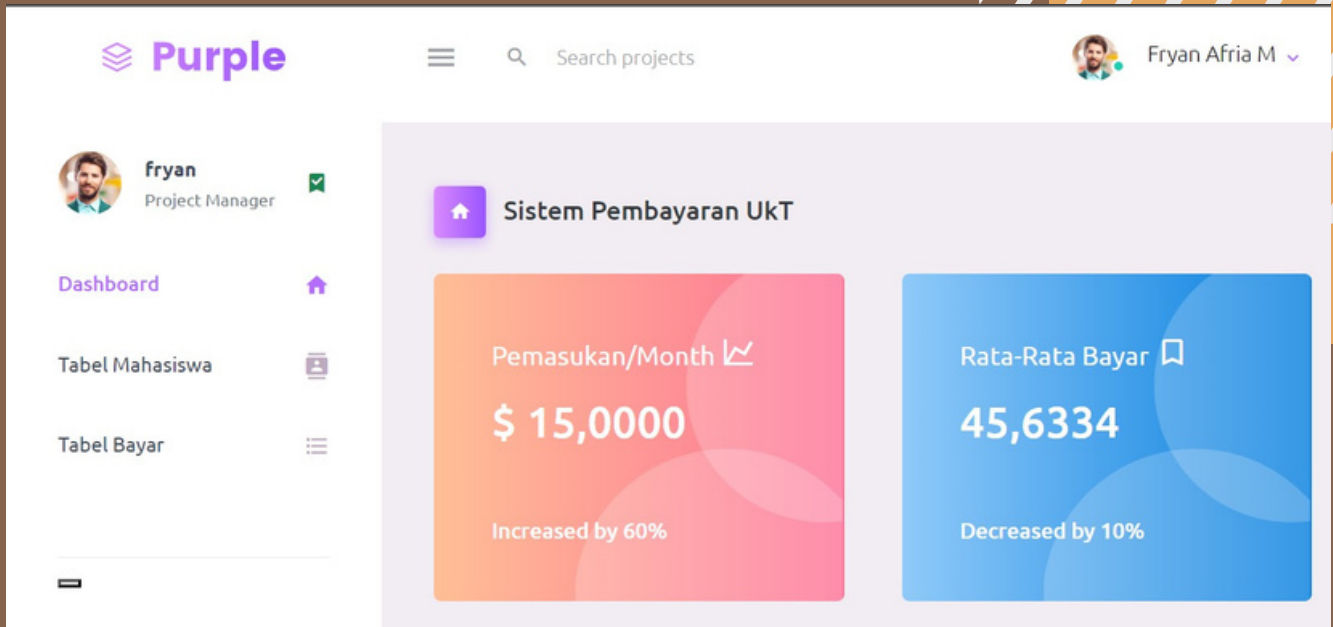 Purple
Search projects
Fryan Afria M
fryan
Project Manager
Dashboard
Tabel Mahasiswa
Tabel Bayar
Sistem Pembayaran UkT
Pemasukan/Month
$ 15,0000
Increased by 60%
Rata-Rata Bayar
45,6334
Decreased by 10%